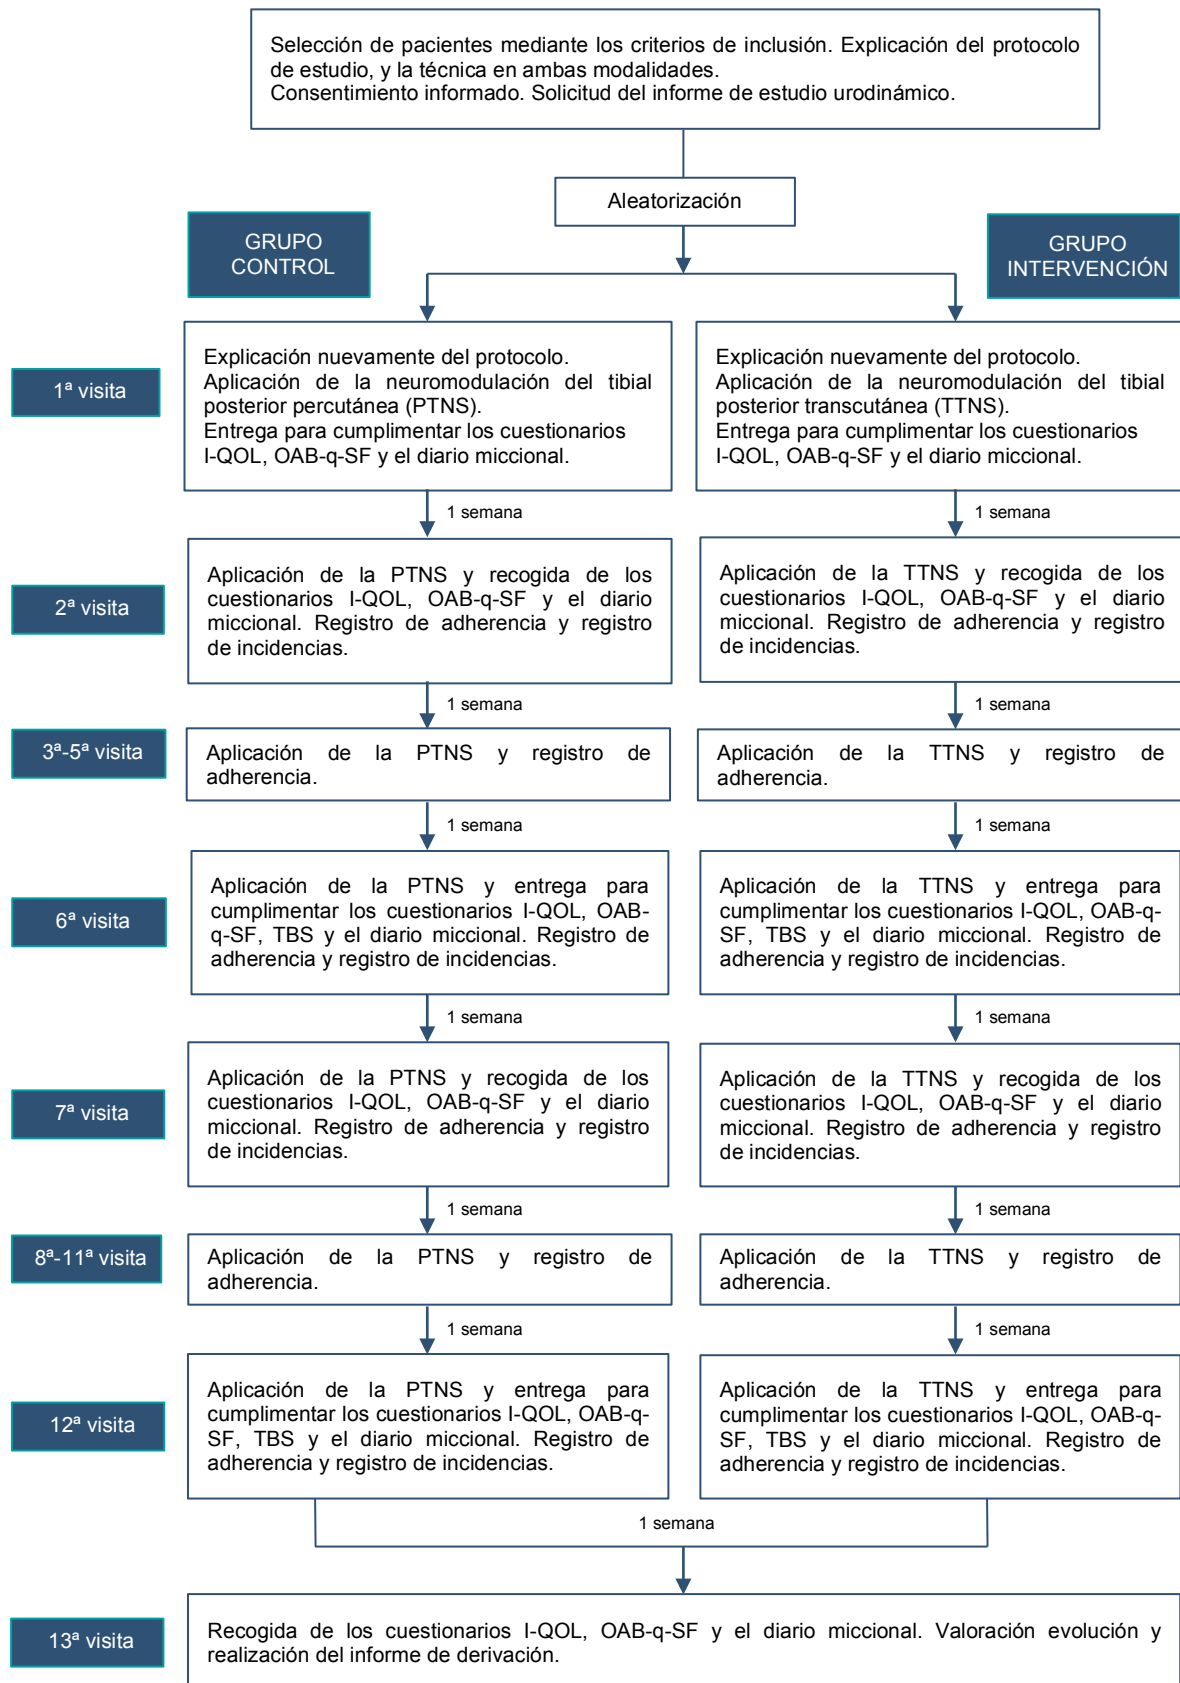 Selección de pacientes mediante los criterios de inclusión. Explicación del protocolo
de estudio, y la técnica en ambas modalidades.
Consentimiento informado. Solicitud del informe de estudio urodinámico.
Aleatorización
GRUPO
CONTROL
GRUPO
INTERVENCIÓN
1ª visita
Explicación nuevamente del protocolo.
Aplicación de la neuromodulación del tibial
posterior percutánea (PTNS).
Entrega para cumplimentar los cuestionarios
I-QOL, OAB-q-SF y el diario miccional.
Explicación nuevamente del protocolo.
Aplicación de la neuromodulación del tibial
posterior transcutánea (TTNS).
Entrega para cumplimentar los cuestionarios
I-QOL, OAB-q-SF y el diario miccional.
1 semana
1 semana
2ª visita
Aplicación de la PTNS y recogida de los
cuestionarios I-QOL, OAB-q-SF y el diario
miccional. Registro de adherencia y registro
de incidencias.
Aplicación de la TTNS y recogida de los
cuestionarios I-QOL, OAB-q-SF y el diario
miccional. Registro de adherencia y registro
de incidencias.
1 semana
1 semana
3ª-5ª visita
Aplicación de la PTNS y registro de
adherencia.
Aplicación de la TTNS y registro de
adherencia.
1 semana
1 semana
6ª visita
Aplicación de la PTNS y entrega para
cumplimentar los cuestionarios I-QOL, OAB-
q-SF, TBS y el diario miccional. Registro de
adherencia y registro de incidencias.
Aplicación de la TTNS y entrega para
cumplimentar los cuestionarios I-QOL, OAB-q-
SF, TBS y el diario miccional. Registro de
adherencia y registro de incidencias.
1 semana
1 semana
7ª visita
Aplicación de la PTNS y recogida de los
cuestionarios I-QOL, OAB-q-SF y el diario
miccional. Registro de adherencia y registro
de incidencias.
Aplicación de la TTNS y recogida de los
cuestionarios I-QOL, OAB-q-SF y el diario
miccional. Registro de adherencia y registro
de incidencias.
1 semana
1 semana
8ª-11ª visita
Aplicación de la PTNS y registro de
adherencia.
Aplicación de la TTNS y registro de
adherencia.
1 semana
1 semana
12ª visita
Aplicación de la PTNS y entrega para
cumplimentar los cuestionarios I-QOL, OAB-q-
SF, TBS y el diario miccional. Registro de
adherencia y registro de incidencias.
Aplicación de la TTNS y entrega para
cumplimentar los cuestionarios I-QOL, OAB-q-
SF, TBS y el diario miccional. Registro de
adherencia y registro de incidencias.
1 semana
13ª visita
Recogida de los cuestionarios I-QOL, OAB-q-SF y el diario miccional. Valoración evolución y
realización del informe de derivación.